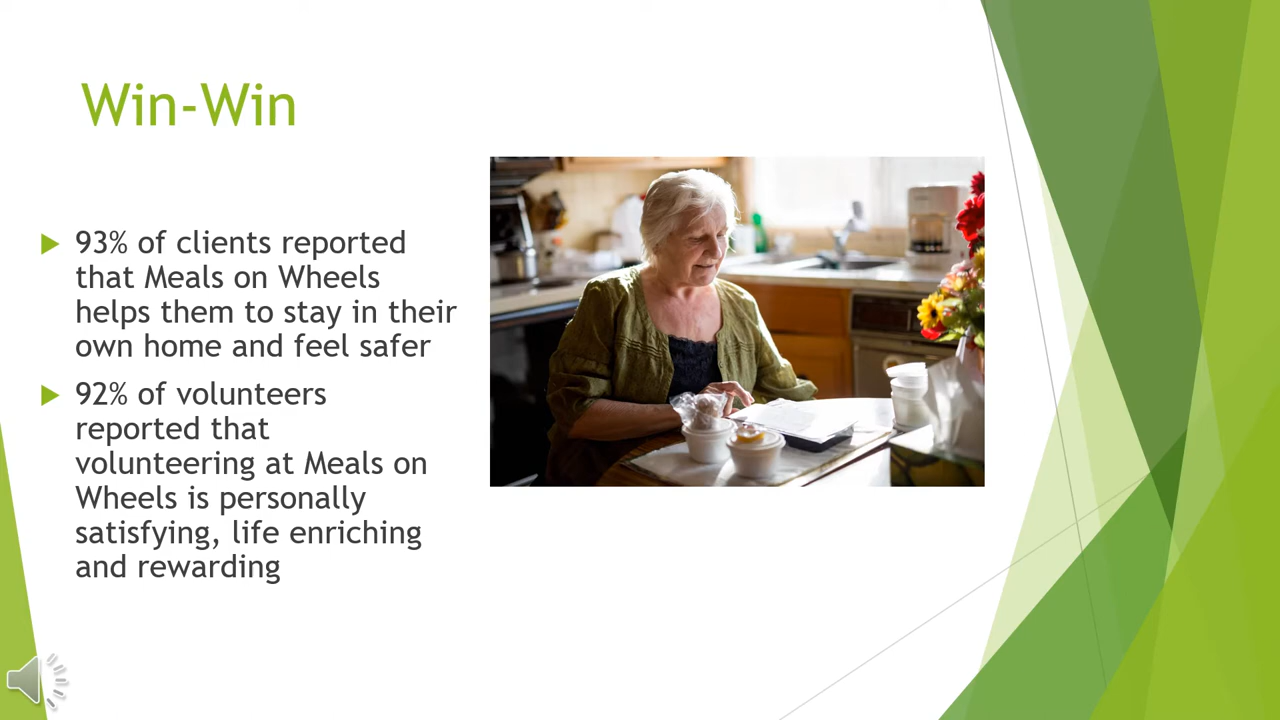 Win-Win
93% of clients reported
that Meals on Wheels
helps them to stay in their
own home and feel safer
92% of volunteers
reported that
volunteering at Meals on
Wheels is personally
satisfying, life enriching
and rewarding